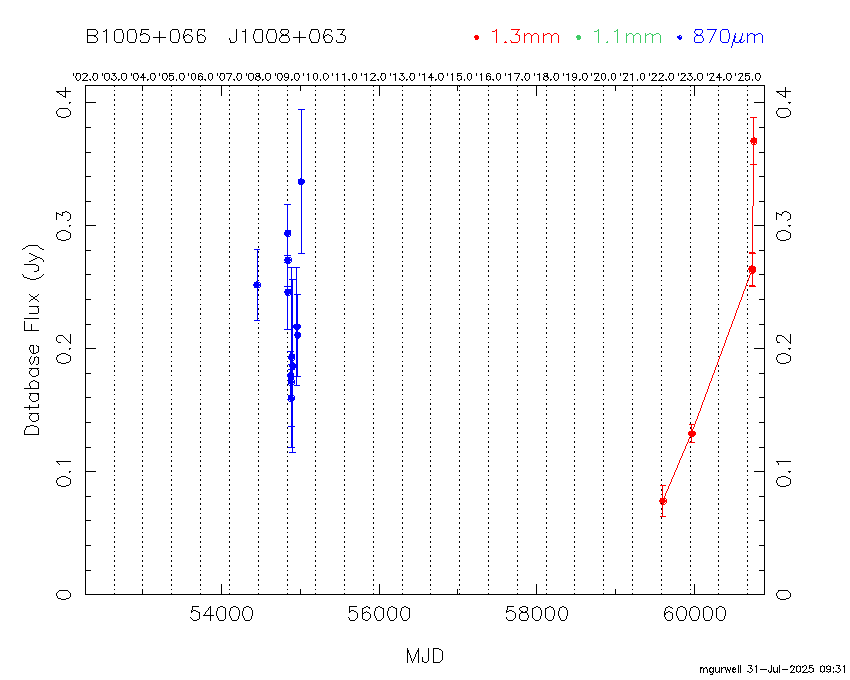 B1005+066 J1008+063 1.3mm 1.1mm 870μm
'02.0 '03.0 '04.0 '05.0 '06.0 '07.0 '08.0 '09.0 '10.0 '11.0 '12.0 '13.0 '14.0 '15.0 '16.0 '17.0 '18.0 '19.0 '20.0 '21.0 '22.0 '23.0 '24.0 '25.0
0.4 0.4
0.3 0.3
Database Flux (Jy)
0.2 0.2
0.1 0.1
0 0
54000 56000 58000 60000
MJD
mgurwell 31-Jul-2025 09:31